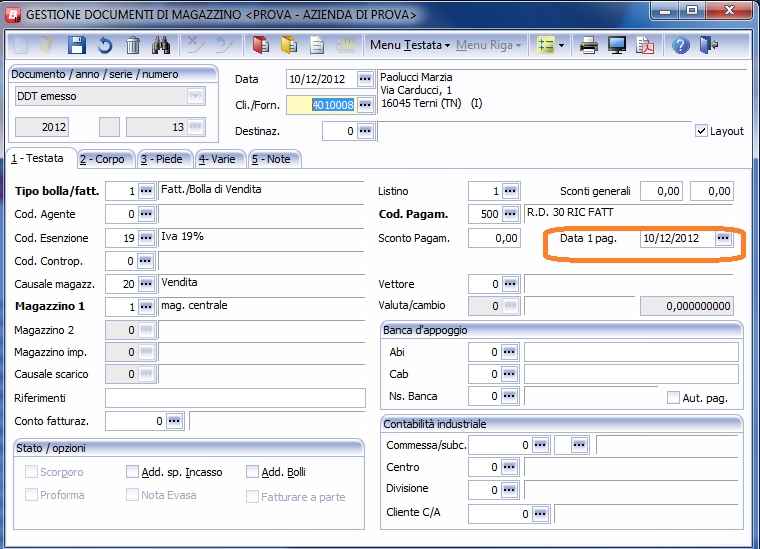 GESTIONE DOCUMENTI DI MAGAZZINO <PROVA - AZIENDA DI PROVA>
Menu Testata
Menu Riga
Documento / anno / serie / numero
DDT emesso
2012 13
Data 10/12/2012
Cli./Forn. 4010008
Destinaz. 0
Paolucci Marzia
Via Carducci, 1
16045 Terni (TN) (I)
Layout
1 - Testata 2 - Corpo 3 - Piede 4- Varie 5 - Note
Tipo bolla/fatt. 1 Fatt./Bolla di Vendita
Cod. Agente 0
Cod. Esenzione 19 Iva 19%
Cod. Controp. 0
Causale magazz. 20 Vendita
Magazzino 1 1 mag. centrale
Magazzino 2 0
Magazzino imp. 0
Causale scarico 0
Riferimenti
Conto fatturaz. 0
Stato / opzioni
Scorporo Add. sp. Incasso Add. Bolli
Proforma Nota Evasa Fatturare a parte
Listino 1 Sconti generali 0,00 0,00
Cod. Pagam. 500 R.D. 30 RIC FATT
Sconto Pagam. 0,00 Data 1 pag. 10/12/2012
Vettore 0
Valuta/cambio 0 0,000000000
Banca d'appoggio
Abi 0
Cab 0
Ns. Banca 0 Aut. pag.
Contabilità industriale
Commessa/subc. 0
Centro 0
Divisione 0
Cliente C/A 0